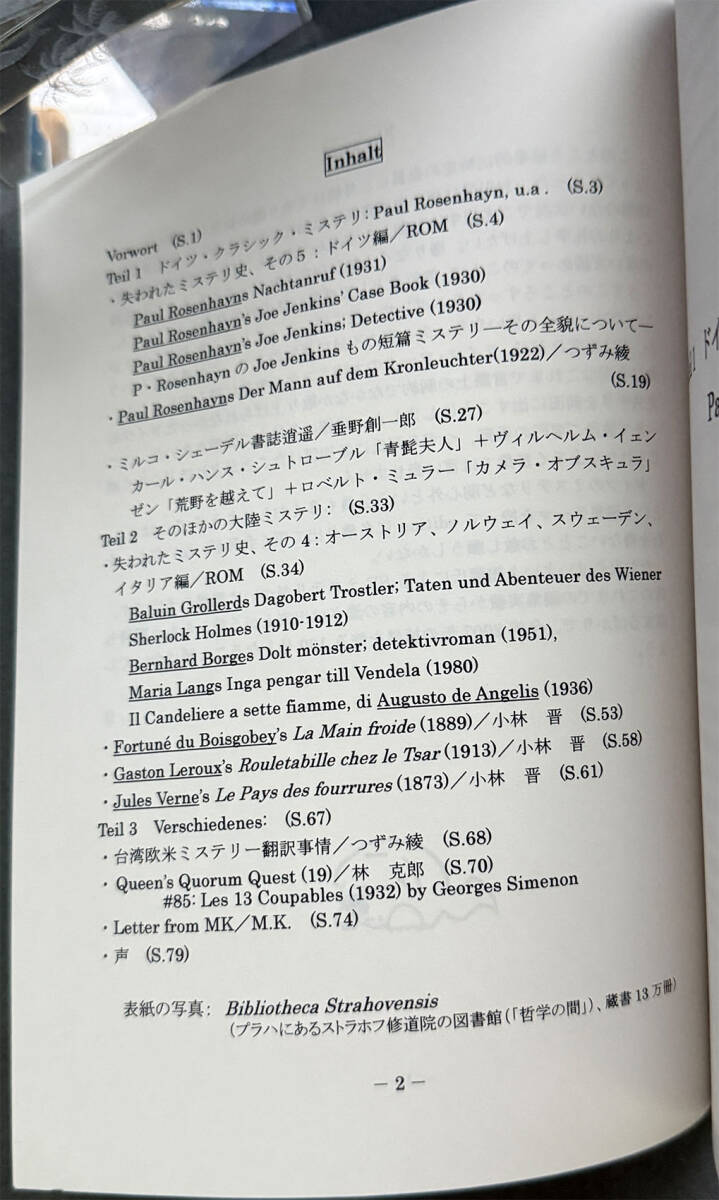 Inhalt
Vorwort (S.1)
Teil 1 ドイツ・クラシック・ミステリ: Paul Rosenhayn, u.a. (S.3)
・失われたミステリ史、その5:ドイツ編/ROM (S.4)
Paul Rosenhayns Nachtanruf (1931)
Paul Rosenhayn's Joe Jenkins' Case Book (1930)
Paul Rosenhayn's Joe Jenkins; Detective (1930)
P・Rosenhayn の Joe Jenkins もの短篇ミステリ―その全貌について―
・Paul Rosenhayns Der Mann auf dem Kronleuchter(1922)/つずみ綾
(S.19)
・ミルコ・シェーデル書誌逍遥/垂野創一郎 (S.27)
カール・ハンス・シュトローブル「青髭夫人」+ヴィルヘルム・イェン
ゼン「荒野を越えて」+ロベルト・ミュラー「カメラ・オブスキュラ」
Teil 2 そのほかの大陸ミステリ: (S.33)
・失われたミステリ史、その4:オーストリア、ノルウェイ、スウェーデン、
イタリア編/ROM (S.34)
Baluin Grollerds Dagobert Trostler; Taten und Abenteuer des Wiener
Sherlock Holmes (1910-1912)
Bernhard Borges Dolt mönster; detektivroman (1951),
Maria Langs Inga pengar till Vendela (1980)
Il Candeliere a sette fiamme, di Augusto de Angelis (1936)
・Fortuné du Boisgobey's La Main froide (1889)/小林 晋 (S.53)
・Gaston Leroux's Rouletabille chez le Tsar (1913)/小林 晋 (S.58)
・Jules Verne's Le Pays des fourrures (1873)/小林 晋 (S.61)
Teil 3 Verschiedenes: (S.67)
・台湾欧米ミステリー翻訳事情/つずみ綾 (S.68)
・Queen's Quorum Quest (19)/林 克郎 (S.70)
#85: Les 13 Coupables (1932) by Georges Simenon
・Letter from MK/M.K. (S.74)
・声 (S.79)
表紙の写真: Bibliotheca Strahovensis
(プラハにあるストラホフ修道院の図書館(「哲学の間」)、蔵書13万冊)
― 2 ―